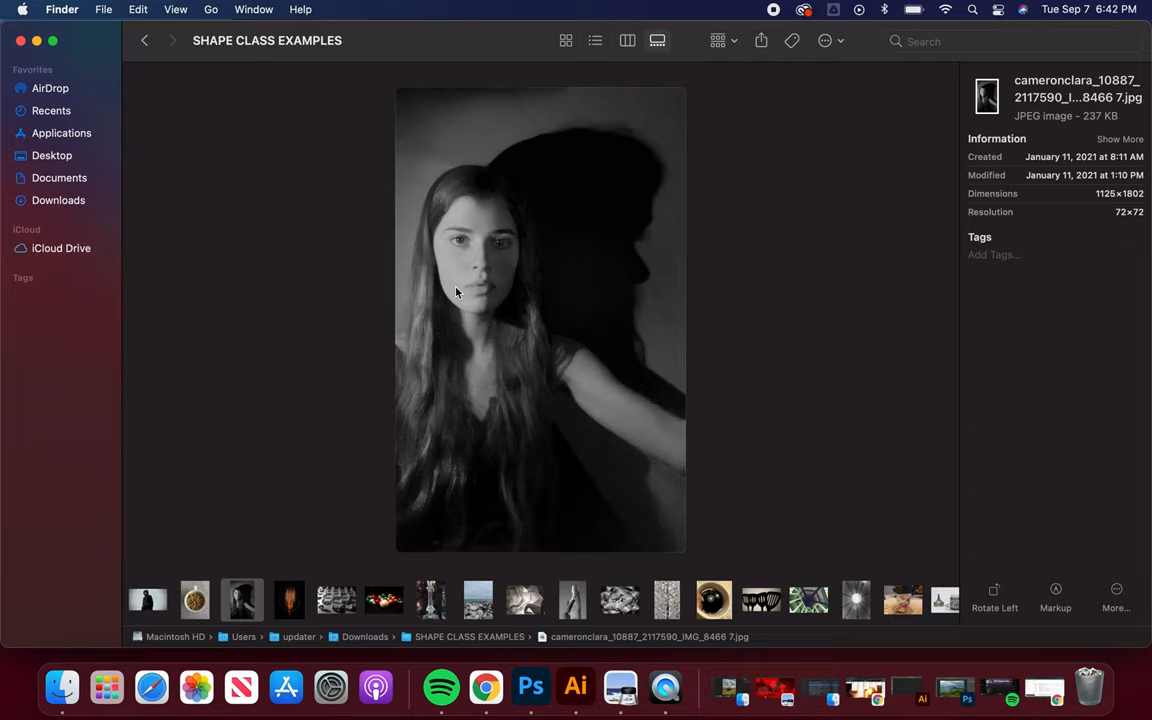 Finder File Edit View Go Window Help Tue Sep 7 6:42 PM
SHAPE CLASS EXAMPLES Search
Favorites
AirDrop
Recents
Applications
Desktop
Documents
Downloads
iCloud
iCloud Drive
Tags
cameronclara_10887_
2117590_I...8466 7.jpg
JPEG image - 237 KB
Information Show More
Created January 11, 2021 at 8:11 AM
Modified January 11, 2021 at 1:10 PM
Dimensions 1125×1802
Resolution 72×72
Tags
Add Tags...
Rotate Left Markup More...
Macintosh HD › Users › updater › Downloads › SHAPE CLASS EXAMPLES › cameronclara_10887_2117590_IMG_8466 7.jpg
Ps Ai
Ai Ps